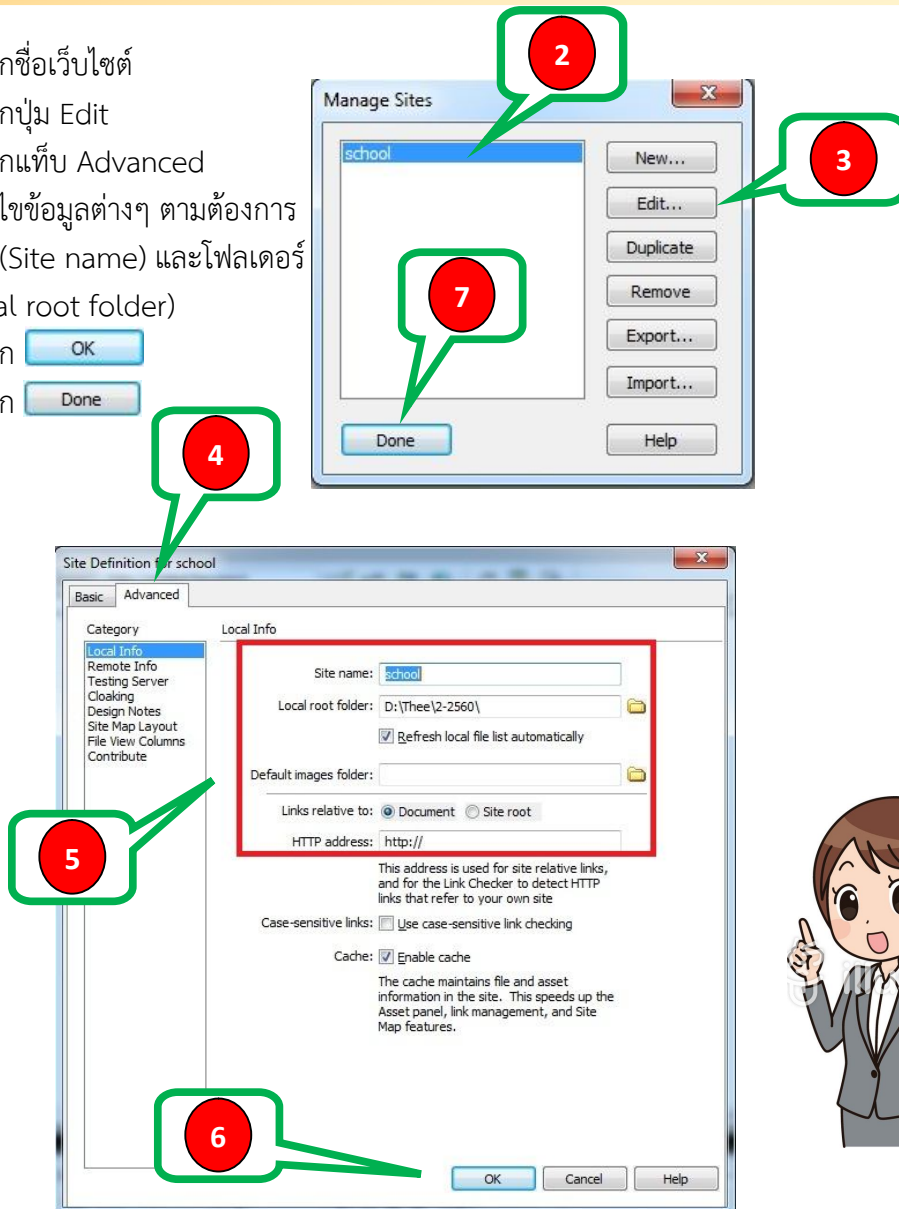 กชื่อเว็บไซต์
กปุ่ม Edit
กแท็บ Advanced
ไขข้อมูลต่างๆ ตามต้องการ
(Site name) และโฟลเดอร์
al root folder)
ก OK
ก Done
2
Manage Sites
school
New...
3
Edit...
Duplicate
7
Remove
Export...
Import...
Done
Help
4
Site Definition for school
Basic Advanced
Category
Local Info
Remote Info
Testing Server
Cloaking
Design Notes
Site Map Layout
File View Columns
Contribute
Local Info
Site name: school
Local root folder: D:\Thee\2-2560\
Refresh local file list automatically
Default images folder:
Links relative to: Document Site root
HTTP address: http://
This address is used for site relative links,
and for the Link Checker to detect HTTP
links that refer to your own site
Case-sensitive links: Use case-sensitive link checking
Cache: Enable cache
The cache maintains file and asset
information in the site. This speeds up the
Asset panel, link management, and Site
Map features.
5
6
OK Cancel Help